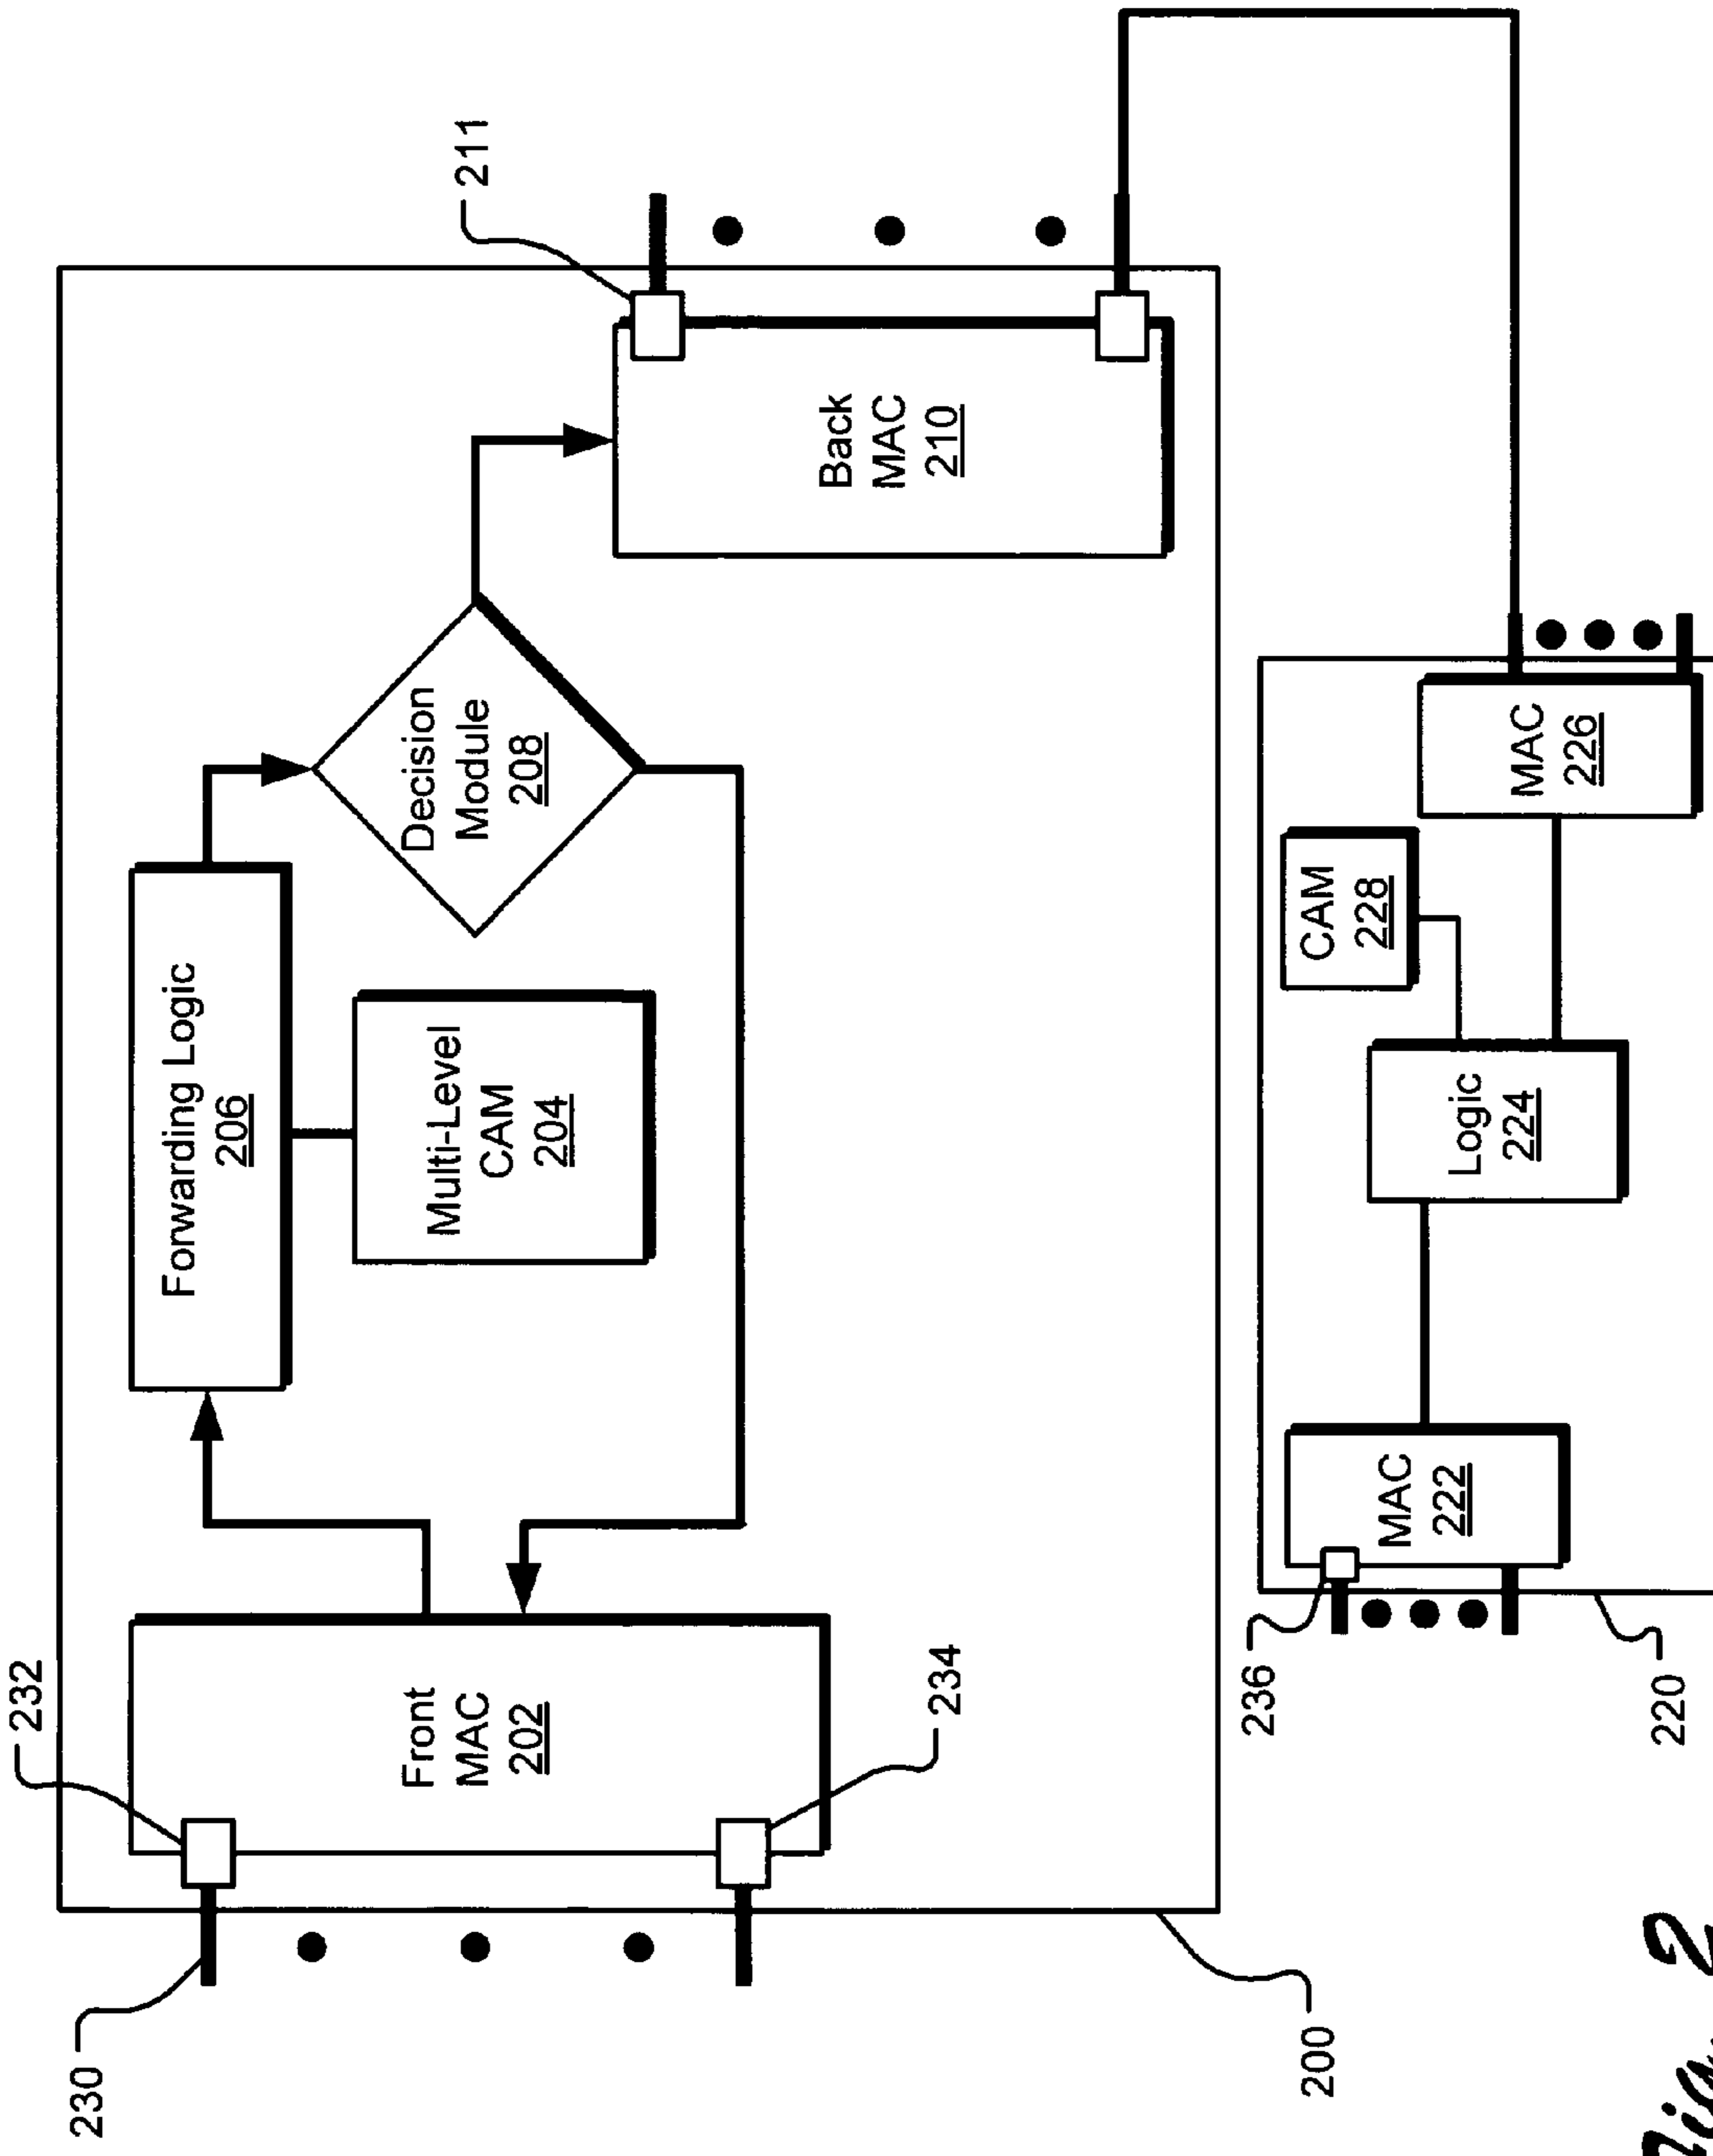 232
230
Front
MAC
202
234
200
Forwarding Logic
206
Multi-Level
CAM
204
Decision
Module
208
211
Back
MAC
210
236
220
MAC
222
Logic
224
CAM
228
MAC
226
2